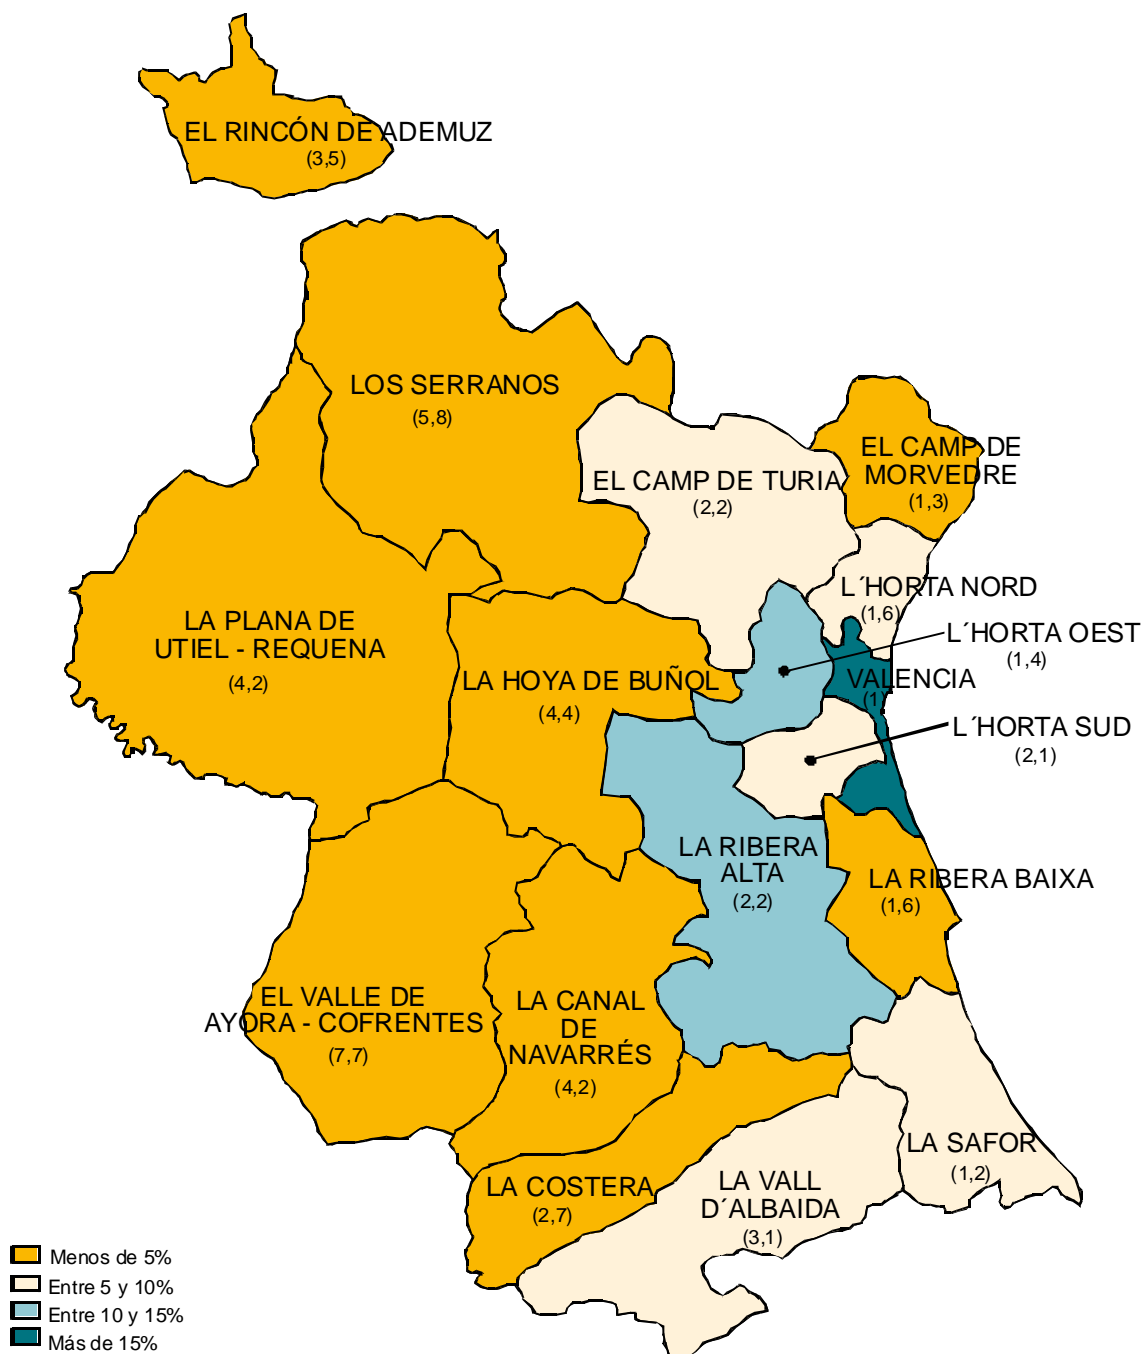 EL RINCÓN DE ADEMUZ
(3,5)
LOS SERRANOS
(5,8)
EL CAMP DE
MORVEDRE
(1,3)
EL CAMP DE TURIA
(2,2)
L´HORTA NORD
(1,6)
LA PLANA DE
UTIEL - REQUENA
(4,2)
L´HORTA OEST
(1,4)
LA HOYA DE BUÑOL
(4,4)
VALENCIA
(1)
L´HORTA SUD
(2,1)
LA RIBERA
ALTA
(2,2)
LA RIBERA BAIXA
(1,6)
EL VALLE DE
AYORA - COFRENTES
(7,7)
LA CANAL
DE
NAVARRÉS
(4,2)
LA SAFOR
(1,2)
LA COSTERA
(2,7)
LA VALL
D´ALBAIDA
(3,1)
Menos de 5%
Entre 5 y 10%
Entre 10 y 15%
Más de 15%